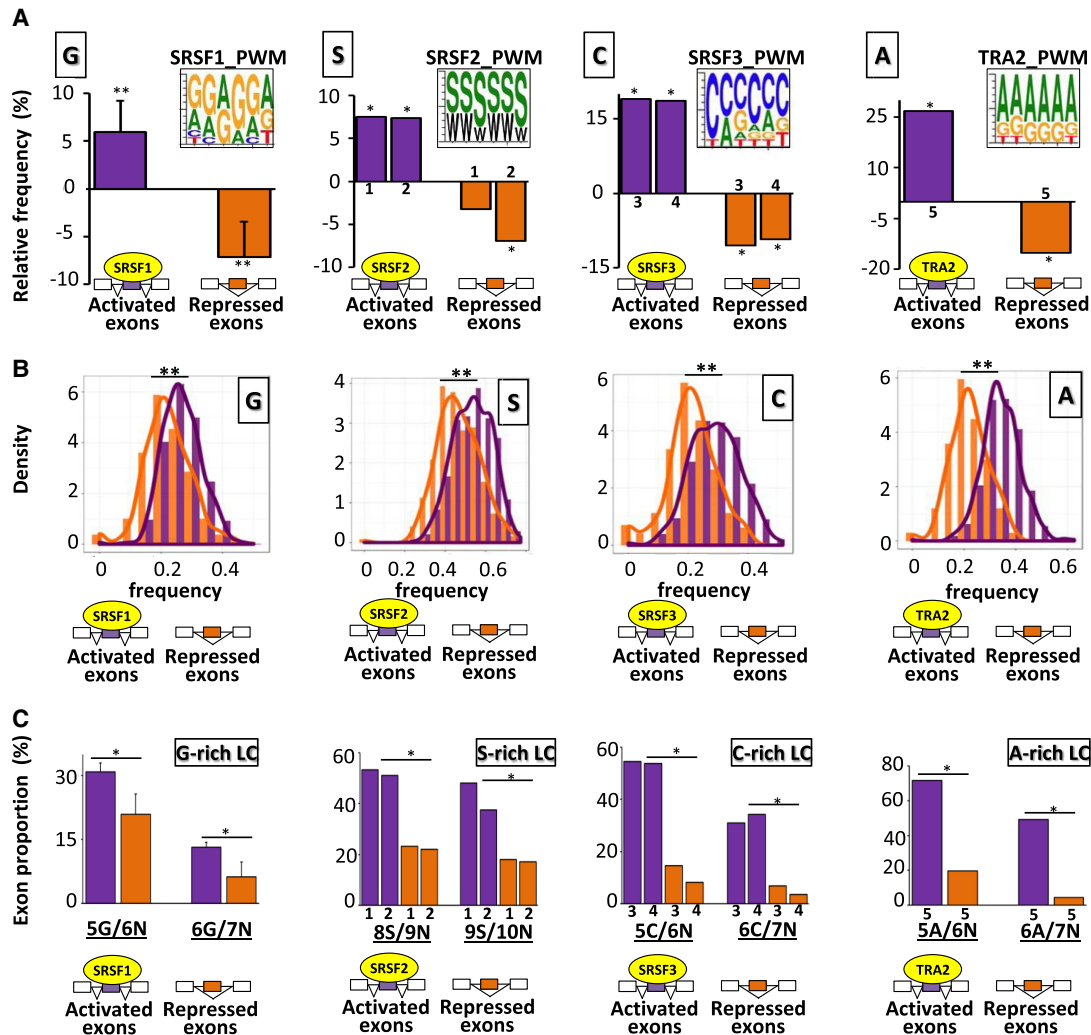 A
G SRSF1_PWM S SRSF2_PWM C SRSF3_PWM A TRA2_PWM
Relative frequency (%)
10 5 0 -5 -10
** **
SRSF1
Activated exons Repressed exons
10 5 0 -5 -10
* * 1 2 1 2 *
SRSF2
Activated exons Repressed exons
15 0 -15
* * 3 4 3 4 * *
SRSF3
Activated exons Repressed exons
25 10 -5 -20
* 5 5 *
TRA2
Activated exons Repressed exons
B
Density
6 4 2 0
** G
0 0.2 0.4
frequency
SRSF1
Activated exons Repressed exons
4 3 2 1 0
** S
0 0.2 0.4 0.6
frequency
SRSF2
Activated exons Repressed exons
6 4 2 0
** C
0 0.2 0.4
frequency
SRSF3
Activated exons Repressed exons
6 4 2 0
** A
0 0.2 0.4 0.6
frequency
TRA2
Activated exons Repressed exons
C
Exon proportion (%)
G-rich LC
30 15 0
* *
5G/6N 6G/7N
SRSF1
Activated exons Repressed exons
S-rich LC
60 40 20 0
* *
1 2 1 2 1 2 1 2
8S/9N 9S/10N
SRSF2
Activated exons Repressed exons
C-rich LC
60 40 20 0
* *
3 4 3 4 3 4 3 4
5C/6N 6C/7N
SRSF3
Activated exons Repressed exons
A-rich LC
80 60 40 20 0
* *
5 5 5 5
5A/6N 6A/7N
TRA2
Activated exons Repressed exons